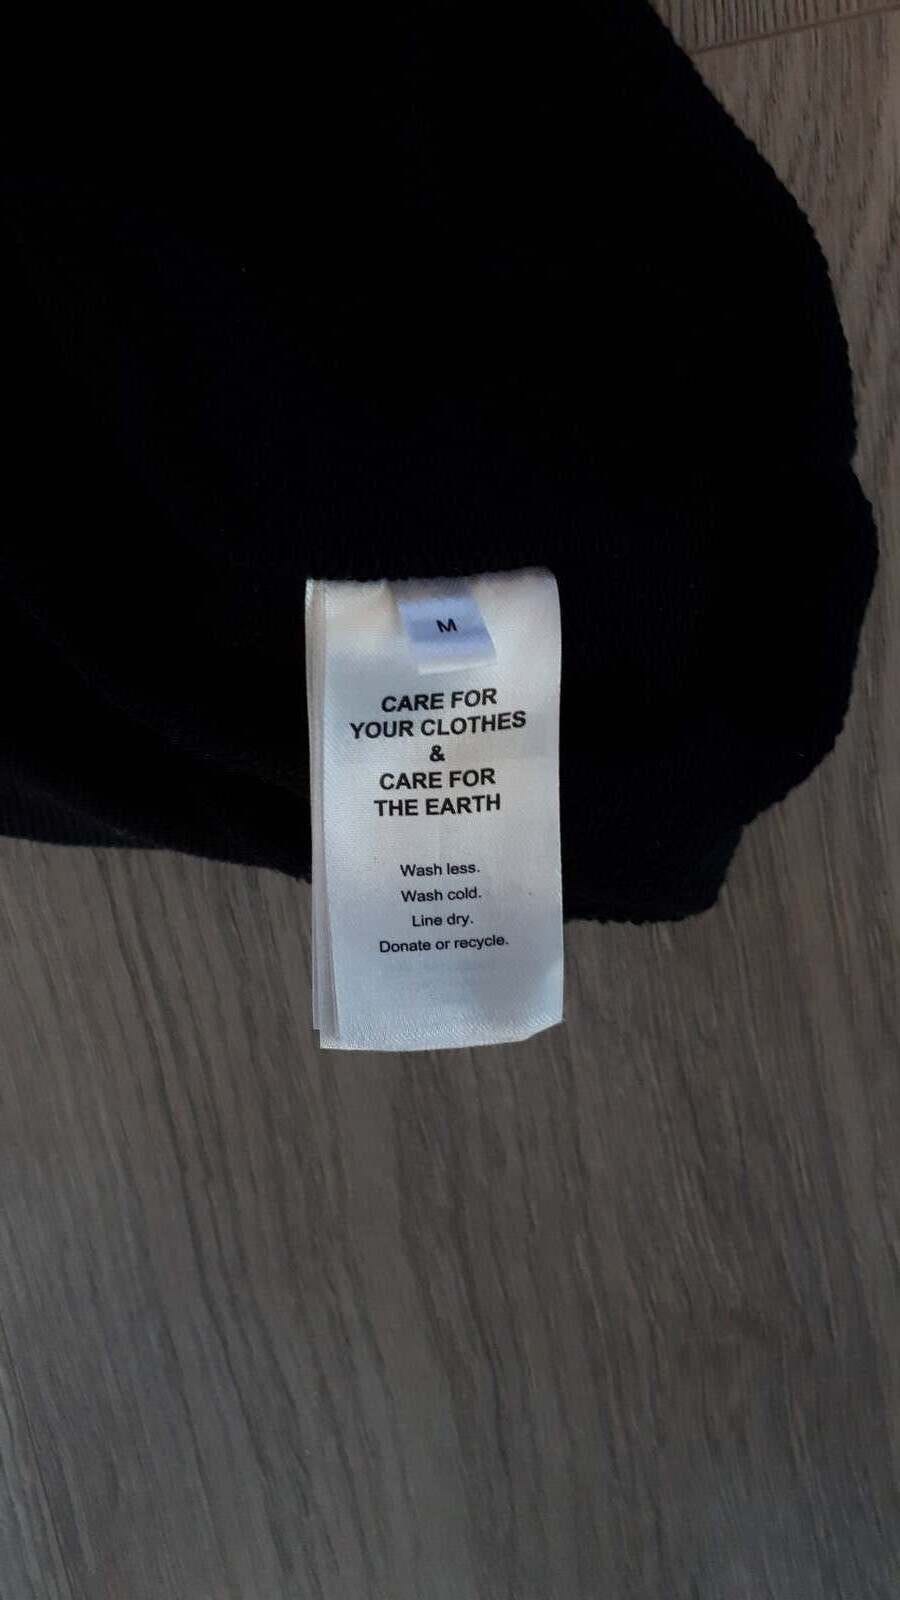 M
CARE FOR
YOUR CLOTHES
&
CARE FOR
THE EARTH
Wash less.
Wash cold.
Line dry.
Donate or recycle.